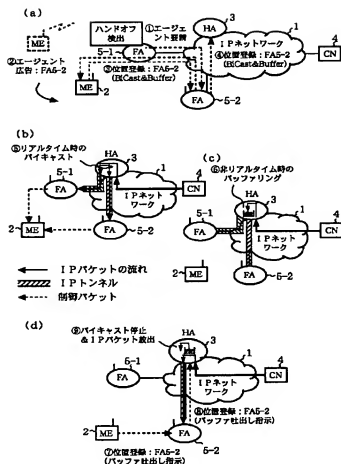 (a)
ME
ハンドオフ
検出
①エージェ
ント要請
HA
3
1
IPネットワーク
CN
4
5-1
FA
②エージェント
広告：FA5-2
③位置登録：FA5-2
(BiCast&Buffer)
④位置登録：FA5-2
(BiCast&Buffer)
2
ME
FA
5-2
(b)
⑤リアルタイム時の
バイキャスト
HA
3
1
CN
4
5-1
FA
IPネット
ワーク
2
ME
FA
5-2
(c)
⑥非リアルタイム時の
バッファリング
HA
3
1
CN
4
5-1
FA
IPネット
ワーク
2
ME
FA
5-2
IPパケットの流れ
IPトンネル
制御パケット
(d)
⑨バイキャスト停止
&IPパケット放出
HA
3
1
CN
4
5-1
FA
IPネット
ワーク
⑧位置登録：FA5-2
(バッファ吐出し指示)
2
ME
FA
5-2
⑦位置登録：FA5-2
(バッファ吐出し指示)